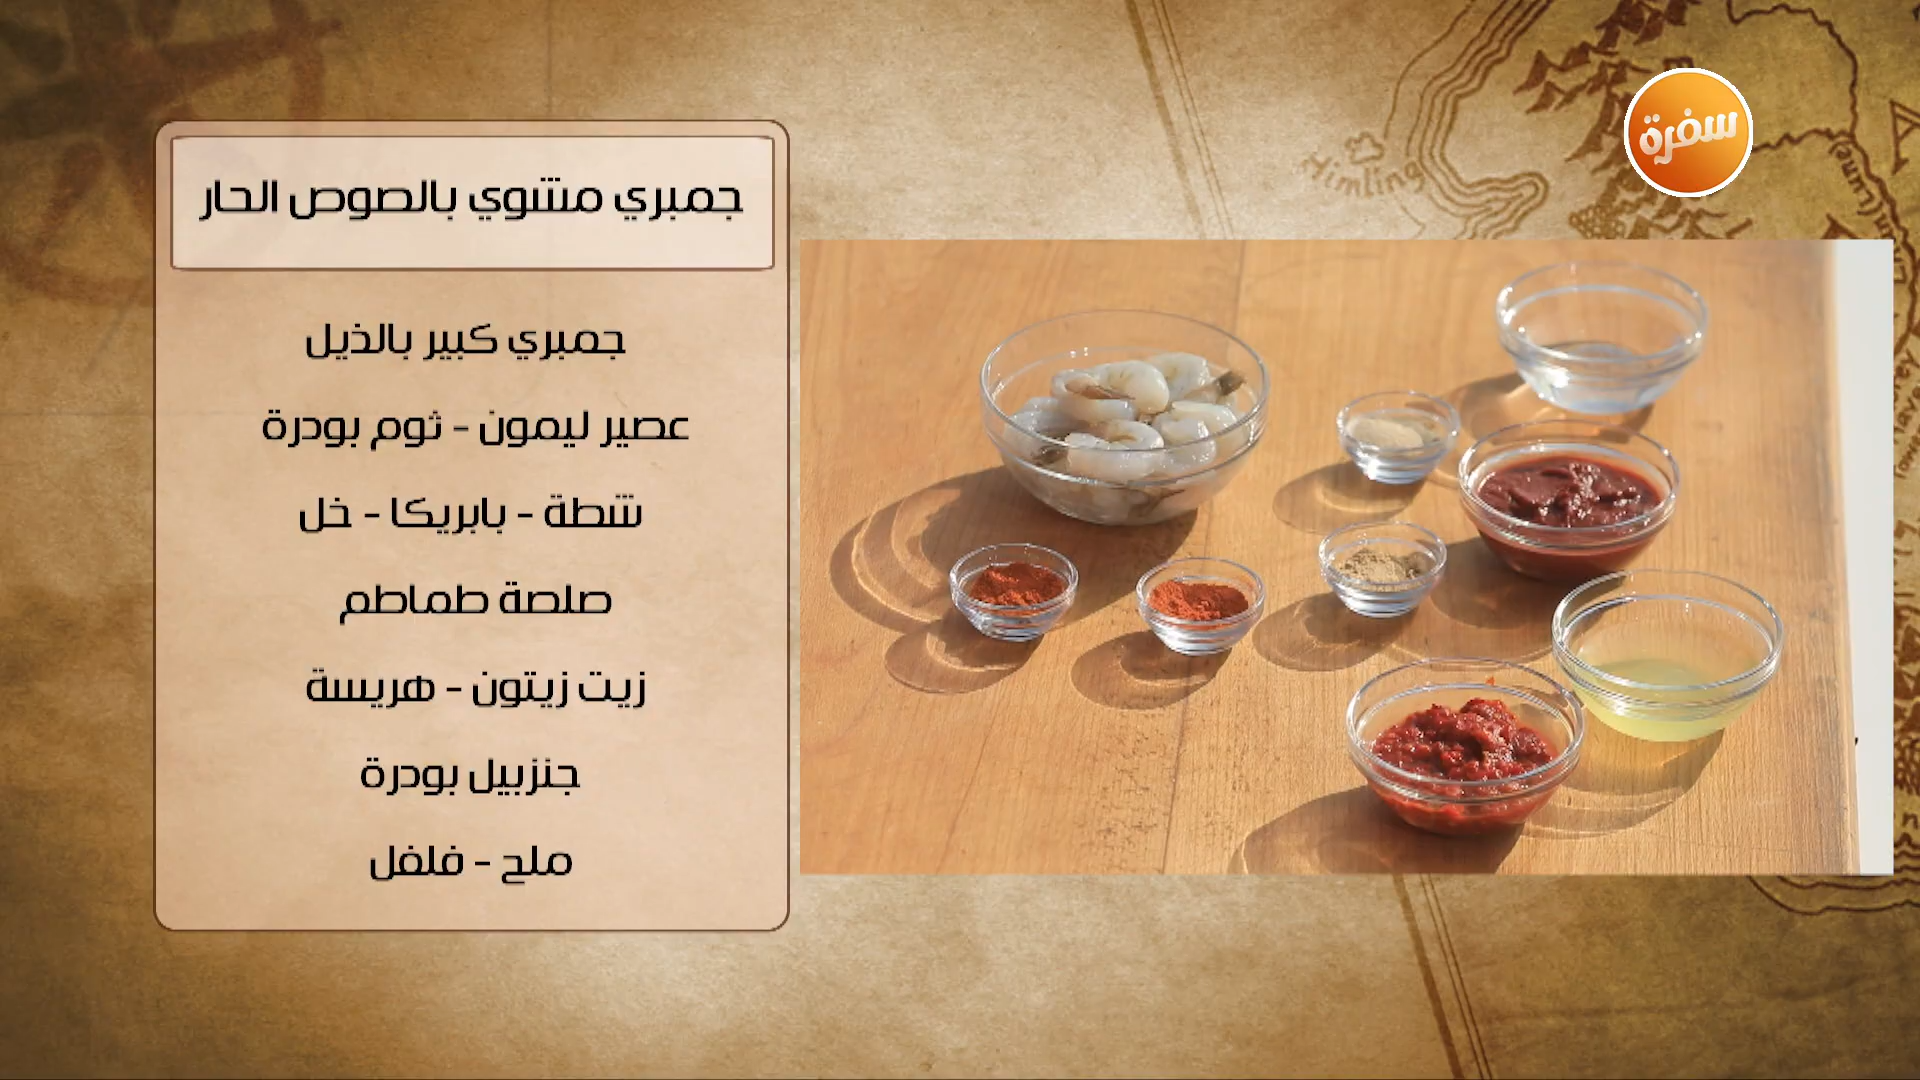 سفرة
جمبري مشوي بالصوص الحار
جمبري كبير بالذيل
عصير ليمون - ثوم بودرة
شطة - بابريكا - خل
صلصة طماطم
زيت زيتون - هريسة
جنزبيل بودرة
ملح - فلفل
Himling